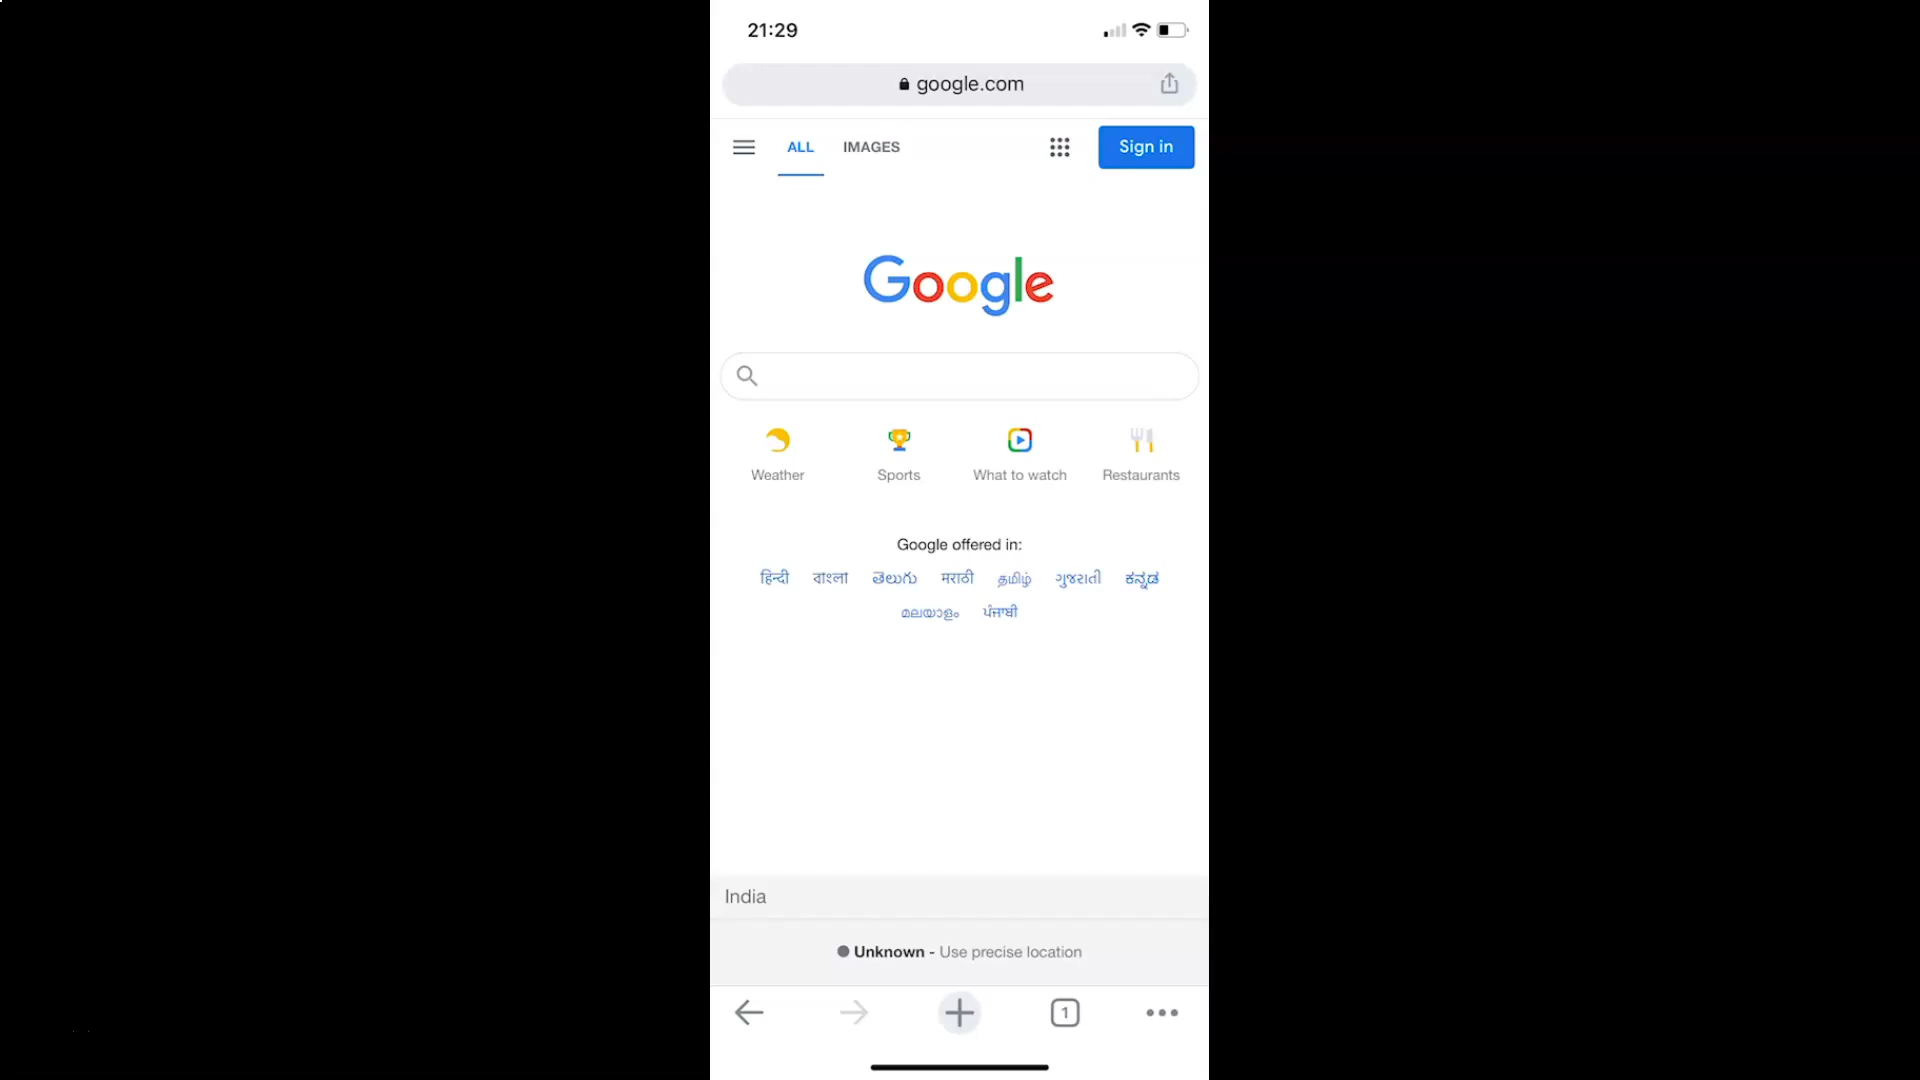 21:29
google.com
ALL IMAGES Sign in
Google
Weather Sports What to watch Restaurants
Google offered in:
हिन्दी বাংলা తెలుగు मराठी தமிழ் ગુજરાતી ಕನ್ನಡ
മലയാളം ਪੰਜਾਬੀ
India
Unknown - Use precise location
1